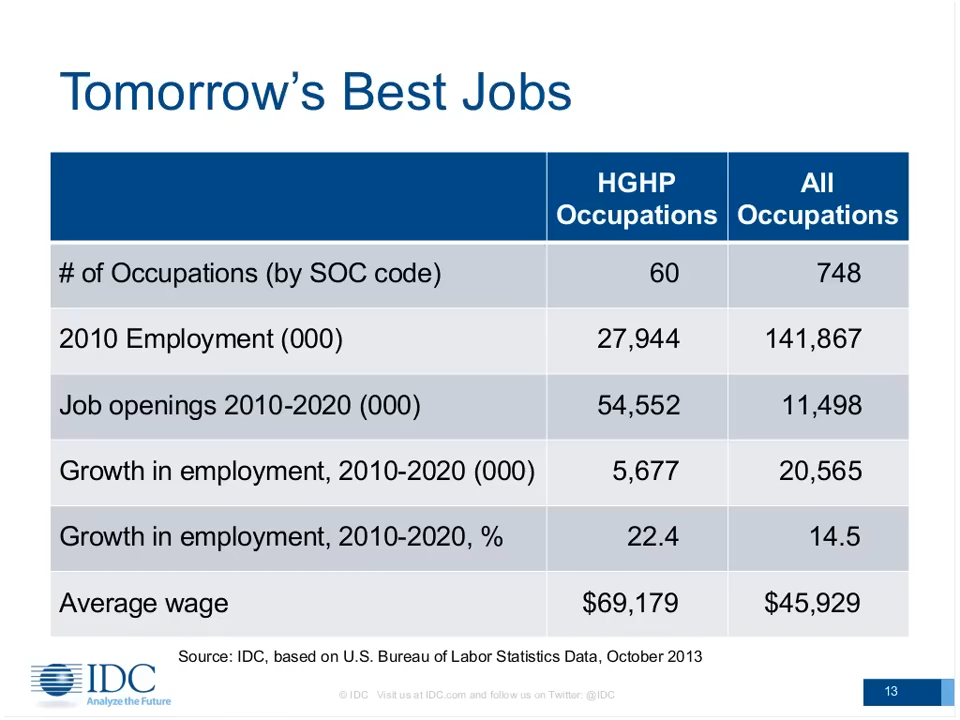 Tomorrow's Best Jobs
HGHP Occupations All Occupations
# of Occupations (by SOC code) 60 748
2010 Employment (000) 27,944 141,867
Job openings 2010-2020 (000) 54,552 11,498
Growth in employment, 2010-2020 (000) 5,677 20,565
Growth in employment, 2010-2020, % 22.4 14.5
Average wage $69,179 $45,929
Source: IDC, based on U.S. Bureau of Labor Statistics Data, October 2013
IDC
Analyze the Future
© IDC Visit us at IDC.com and follow us on Twitter: @IDC
13